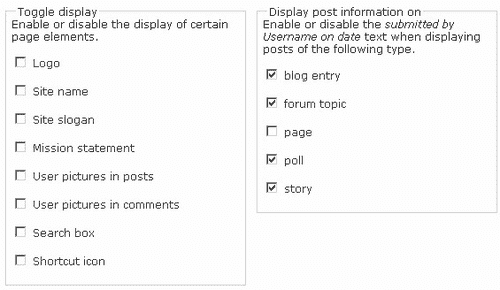 Toggle display
Enable or disable the display of certain
page elements.
Logo
Site name
Site slogan
Mission statement
User pictures in posts
User pictures in comments
Search box
Shortcut icon
Display post information on
Enable or disable the submitted by
Username on date text when displaying
posts of the following type.
blog entry
forum topic
page
poll
story